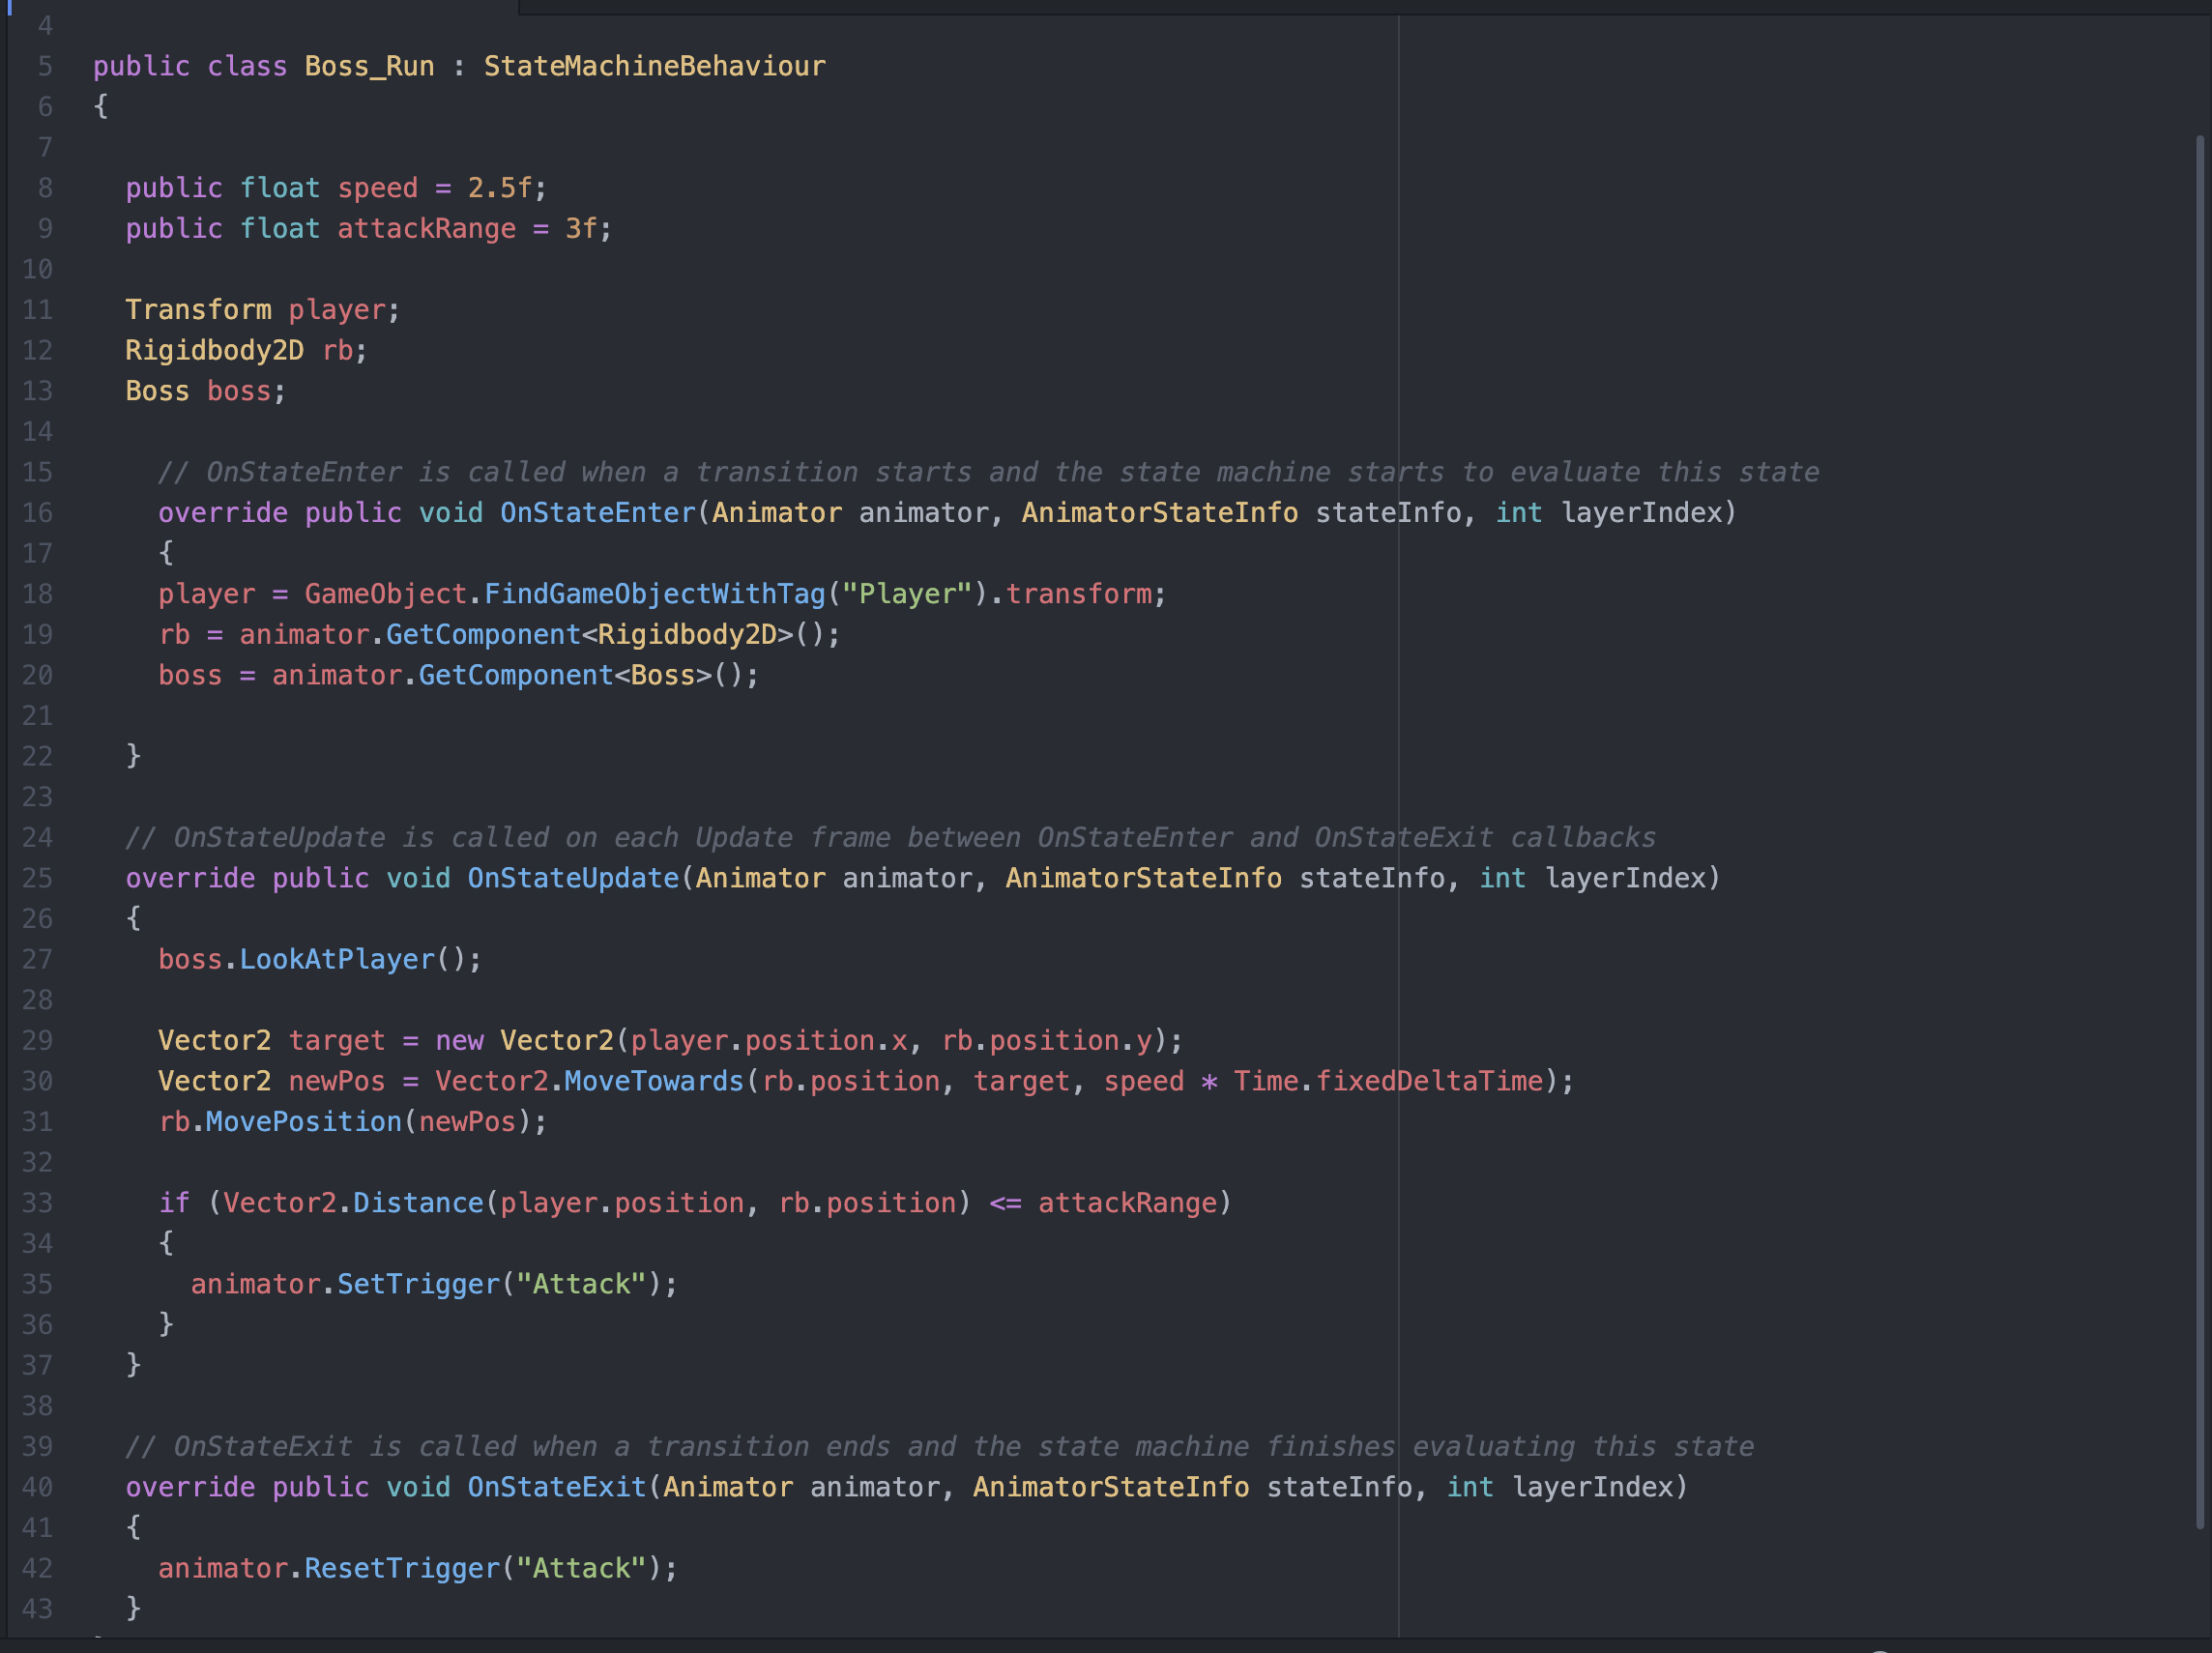 4
5 public class Boss_Run : StateMachineBehaviour
6 {
7
8 public float speed = 2.5f;
9 public float attackRange = 3f;
10
11 Transform player;
12 Rigidbody2D rb;
13 Boss boss;
14
15 // OnStateEnter is called when a transition starts and the state machine starts to evaluate this state
16 override public void OnStateEnter(Animator animator, AnimatorStateInfo stateInfo, int layerIndex)
17 {
18 player = GameObject.FindGameObjectWithTag("Player").transform;
19 rb = animator.GetComponent<Rigidbody2D>();
20 boss = animator.GetComponent<Boss>();
21
22 }
23
24 // OnStateUpdate is called on each Update frame between OnStateEnter and OnStateExit callbacks
25 override public void OnStateUpdate(Animator animator, AnimatorStateInfo stateInfo, int layerIndex)
26 {
27 boss.LookAtPlayer();
28
29 Vector2 target = new Vector2(player.position.x, rb.position.y);
30 Vector2 newPos = Vector2.MoveTowards(rb.position, target, speed * Time.fixedDeltaTime);
31 rb.MovePosition(newPos);
32
33 if (Vector2.Distance(player.position, rb.position) <= attackRange)
34 {
35 animator.SetTrigger("Attack");
36 }
37 }
38
39 // OnStateExit is called when a transition ends and the state machine finishes evaluating this state
40 override public void OnStateExit(Animator animator, AnimatorStateInfo stateInfo, int layerIndex)
41 {
42 animator.ResetTrigger("Attack");
43 }